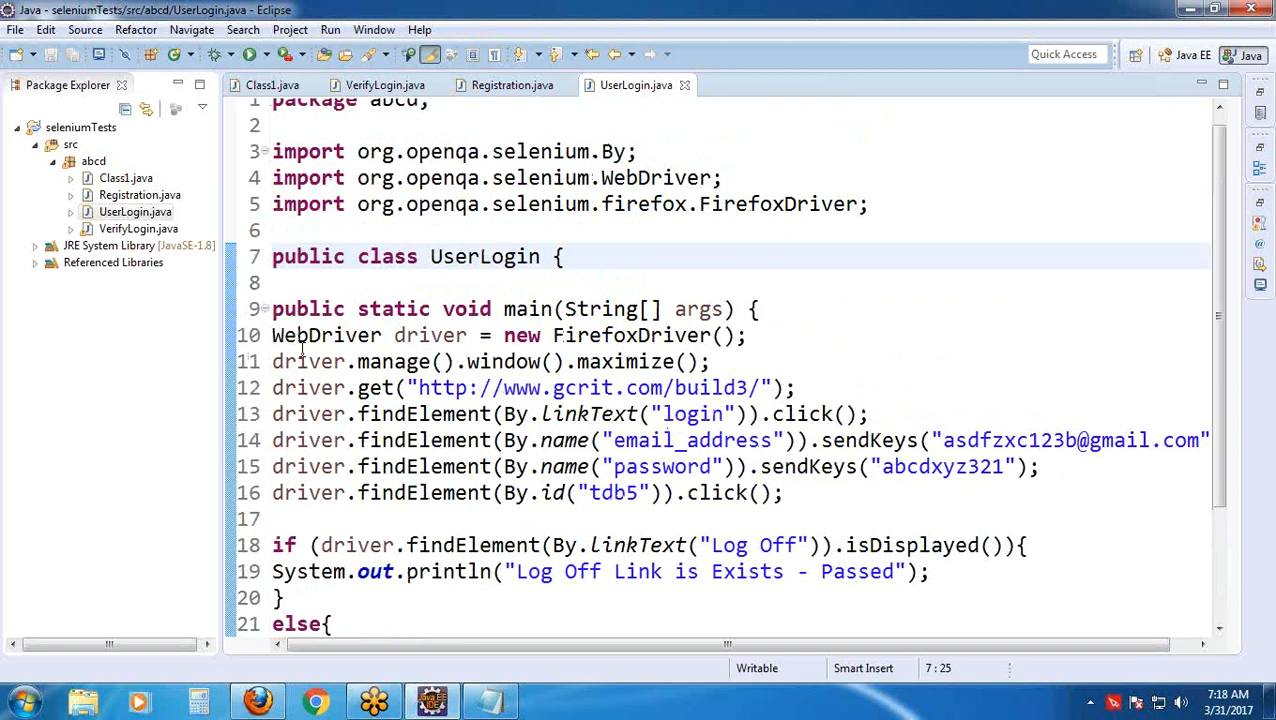 Java - seleniumTests/src/abcd/UserLogin.java - Eclipse
File Edit Source Refactor Navigate Search Project Run Window Help
Quick Access Java EE Java
Package Explorer
seleniumTests
src
abcd
Class1.java
Registration.java
UserLogin.java
VerifyLogin.java
JRE System Library [JavaSE-1.8]
Referenced Libraries
Class1.java VerifyLogin.java Registration.java UserLogin.java
1 package abcd;
2
3 import org.openqa.selenium.By;
4 import org.openqa.selenium.WebDriver;
5 import org.openqa.selenium.firefox.FirefoxDriver;
6
7 public class UserLogin {
8
9 public static void main(String[] args) {
10 WebDriver driver = new FirefoxDriver();
11 driver.manage().window().maximize();
12 driver.get("http://www.gcrit.com/build3/");
13 driver.findElement(By.linkText("login")).click();
14 driver.findElement(By.name("email_address")).sendKeys("asdfzxc123b@gmail.com"
15 driver.findElement(By.name("password")).sendKeys("abcdxyz321");
16 driver.findElement(By.id("tdb5")).click();
17
18 if (driver.findElement(By.linkText("Log Off")).isDisplayed()){
19 System.out.println("Log Off Link is Exists - Passed");
20 }
21 else{
Writable Smart Insert 7 : 25
Java EE IDE
7:18 AM
3/31/2017